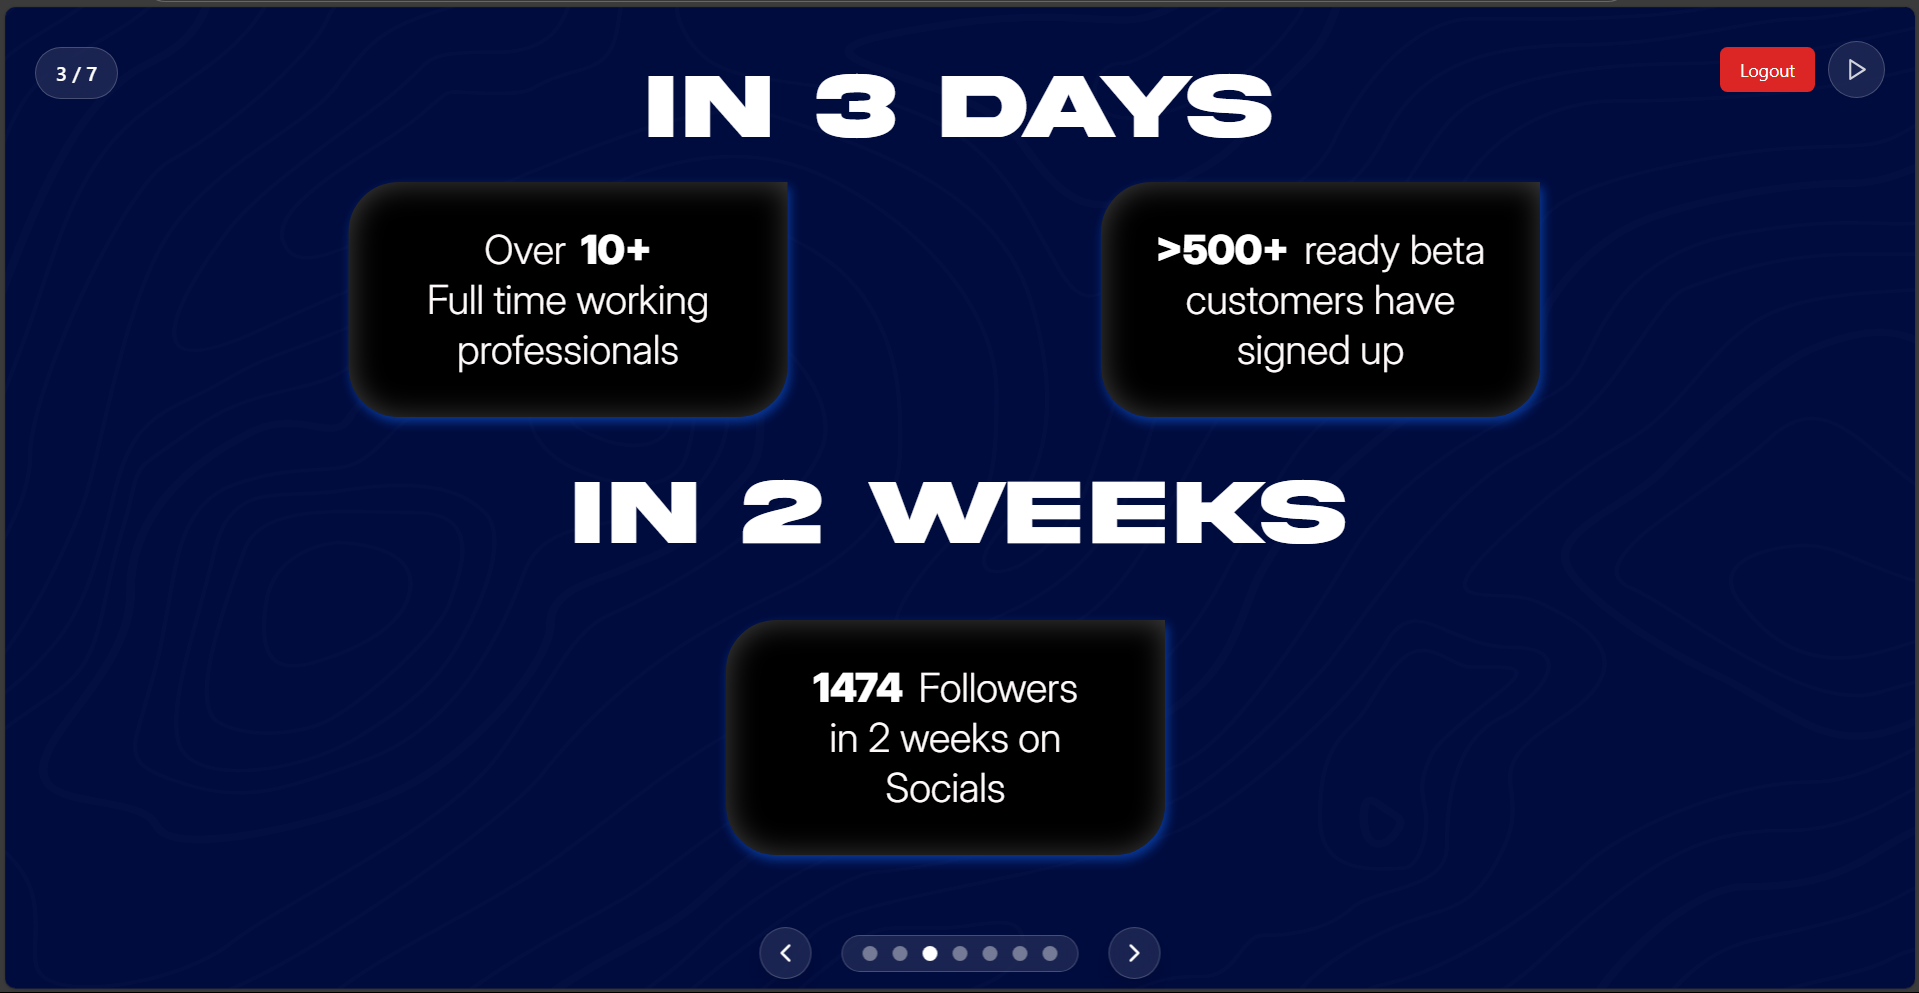 3 / 7
Logout
IN 3 DAYS
Over 10+
Full time working
professionals
>500+ ready beta
customers have
signed up
IN 2 WEEKS
1474 Followers
in 2 weeks on
Socials